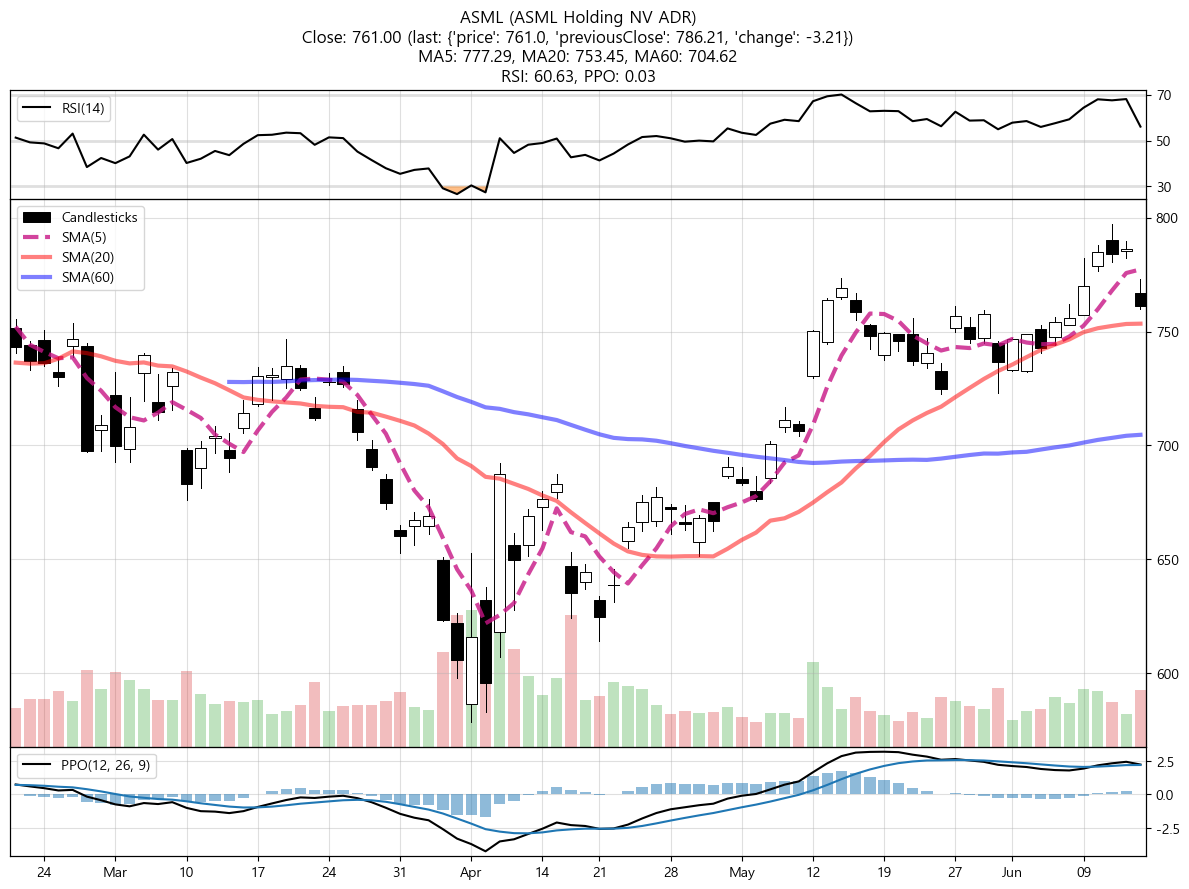 ASML (ASML Holding NV ADR)
Close: 761.00 (last: {'price': 761.0, 'previousClose': 786.21, 'change': -3.21})
MA5: 777.29, MA20: 753.45, MA60: 704.62
RSI: 60.63, PPO: 0.03
RSI(14)
70
50
30
Candlesticks
SMA(5)
SMA(20)
SMA(60)
800
750
700
650
600
PPO(12, 26, 9)
2.5
0.0
-2.5
24 Mar 10 17 24 31 Apr 14 21 28 May 12 19 27 Jun 09